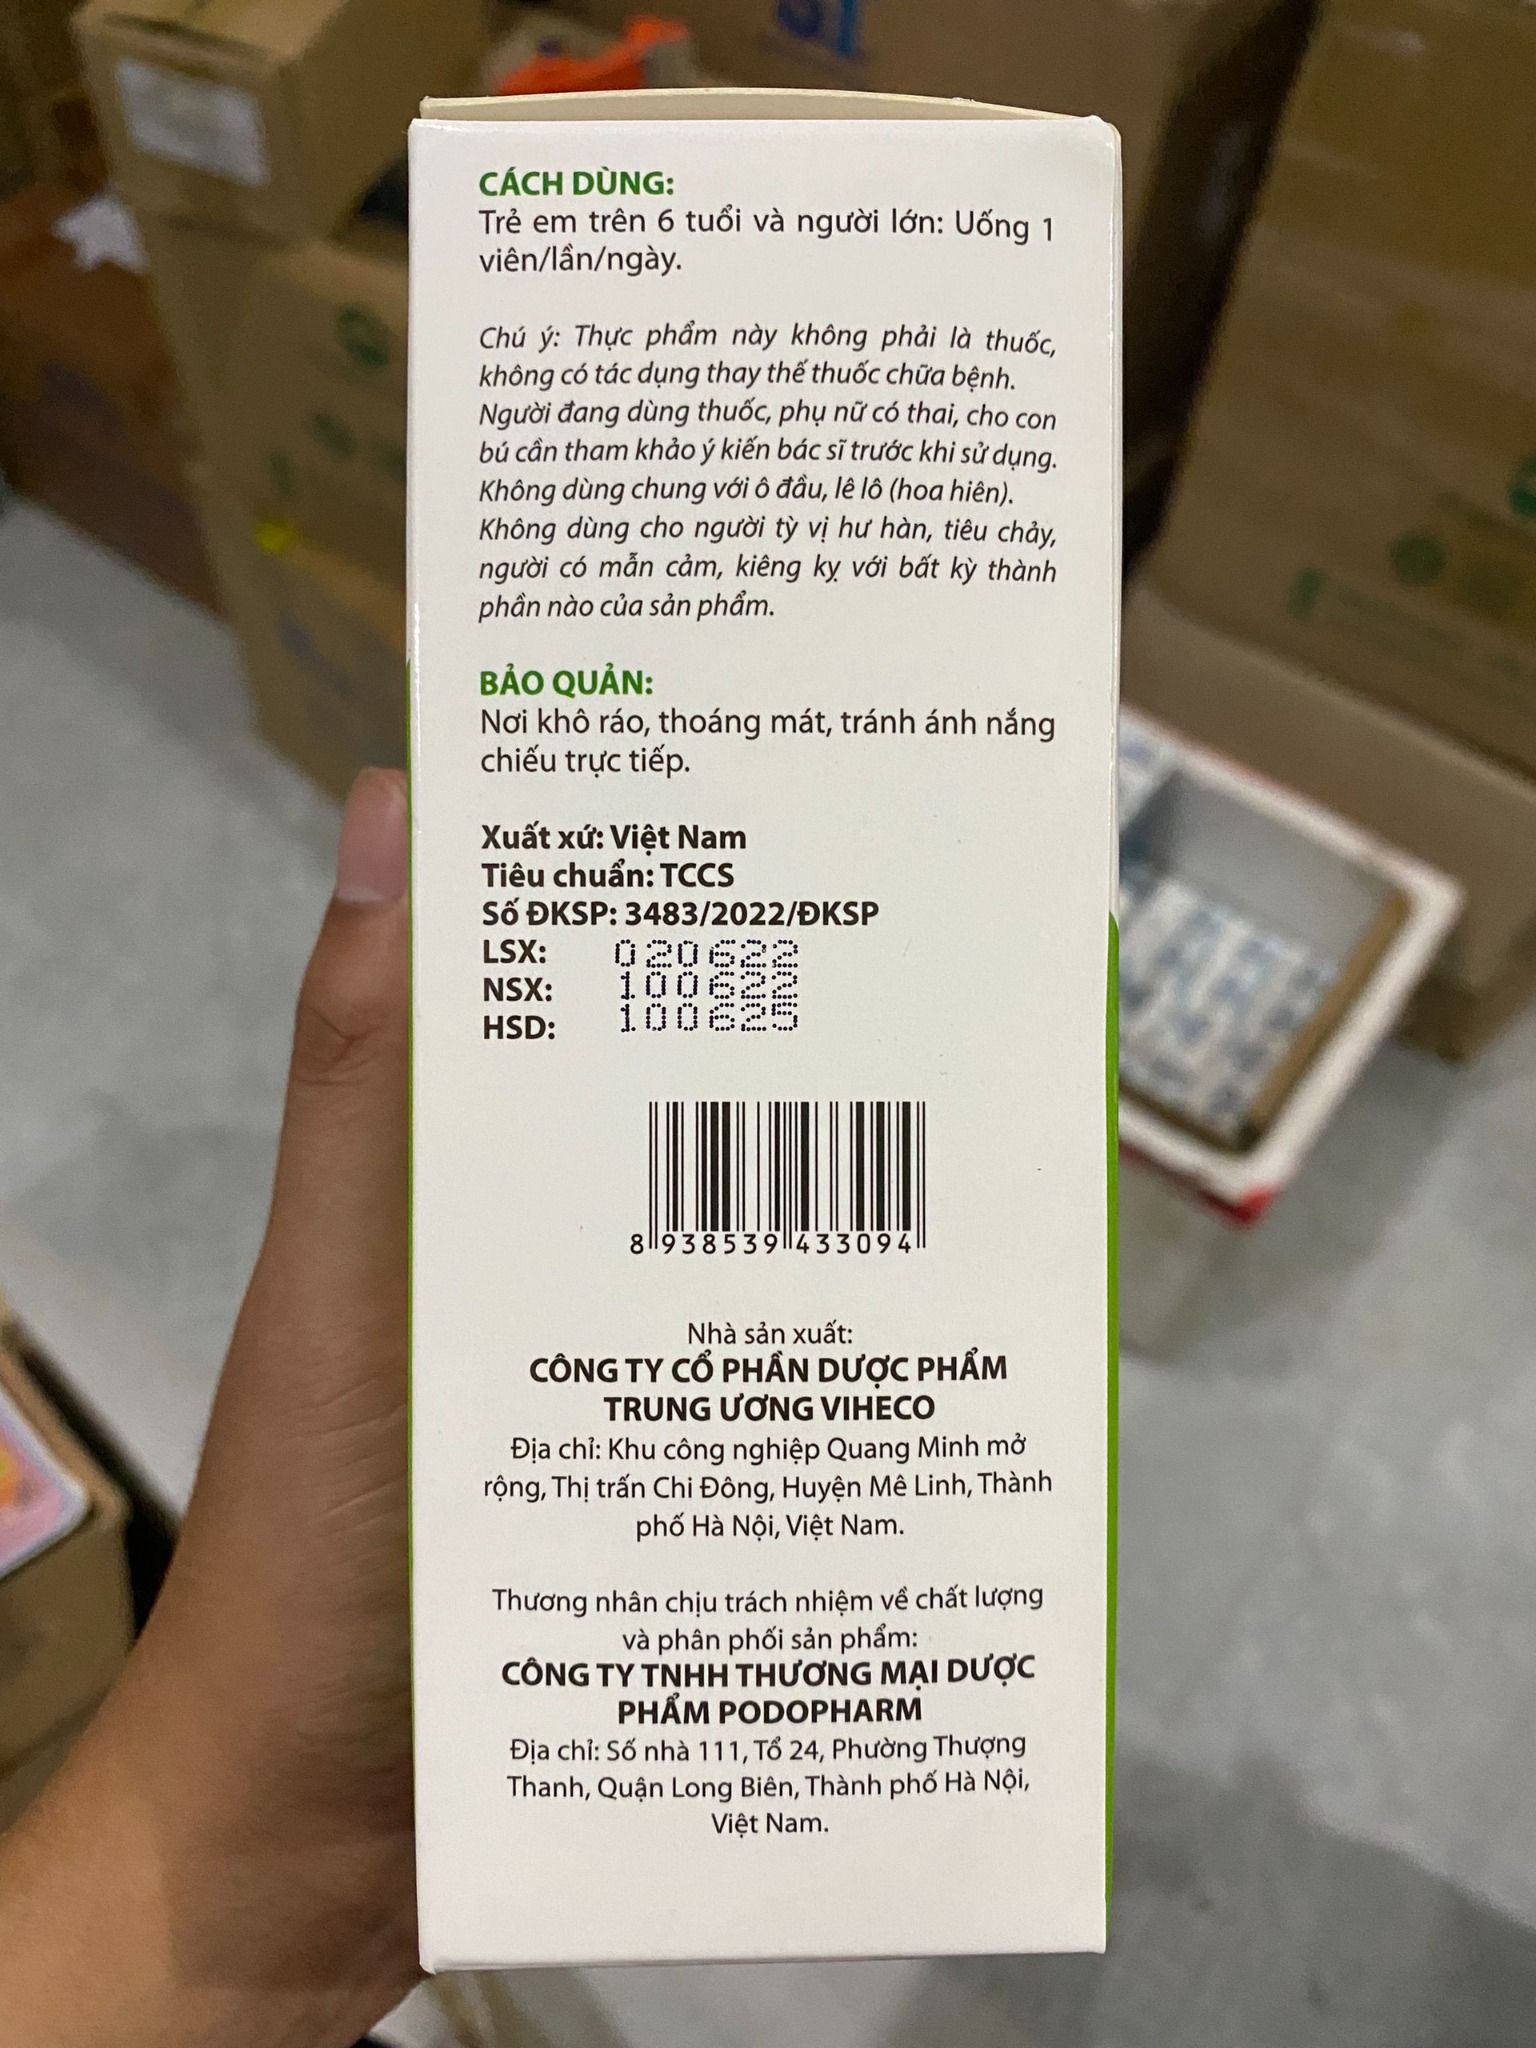 CÁCH DÙNG:
Trẻ em trên 6 tuổi và người lớn: Uống 1
viên/lần/ngày.
Chú ý: Thực phẩm này không phải là thuốc,
không có tác dụng thay thế thuốc chữa bệnh.
Người đang dùng thuốc, phụ nữ có thai, cho con
bú cần tham khảo ý kiến bác sĩ trước khi sử dụng.
Không dùng chung với ô đầu, lê lô (hoa hiên).
Không dùng cho người tỳ vị hư hàn, tiêu chảy,
người có mẫn cảm, kiêng kỵ với bất kỳ thành
phần nào của sản phẩm.
BẢO QUẢN:
Nơi khô ráo, thoáng mát, tránh ánh nắng
chiếu trực tiếp.
Xuất xứ: Việt Nam
Tiêu chuẩn: TCCS
Số ĐKSP: 3483/2022/ĐKSP
LSX: 020622
NSX: 100622
HSD: 100625
8 938539 433094
Nhà sản xuất:
CÔNG TY CỔ PHẦN DƯỢC PHẨM
TRUNG ƯƠNG VIHECO
Địa chỉ: Khu công nghiệp Quang Minh mở
rộng, Thị trấn Chi Đông, Huyện Mê Linh, Thành
phố Hà Nội, Việt Nam.
Thương nhân chịu trách nhiệm về chất lượng
và phân phối sản phẩm:
CÔNG TY TNHH THƯƠNG MẠI DƯỢC
PHẨM PODOPHARM
Địa chỉ: Số nhà 111, Tổ 24, Phường Thượng
Thanh, Quận Long Biên, Thành phố Hà Nội,
Việt Nam.